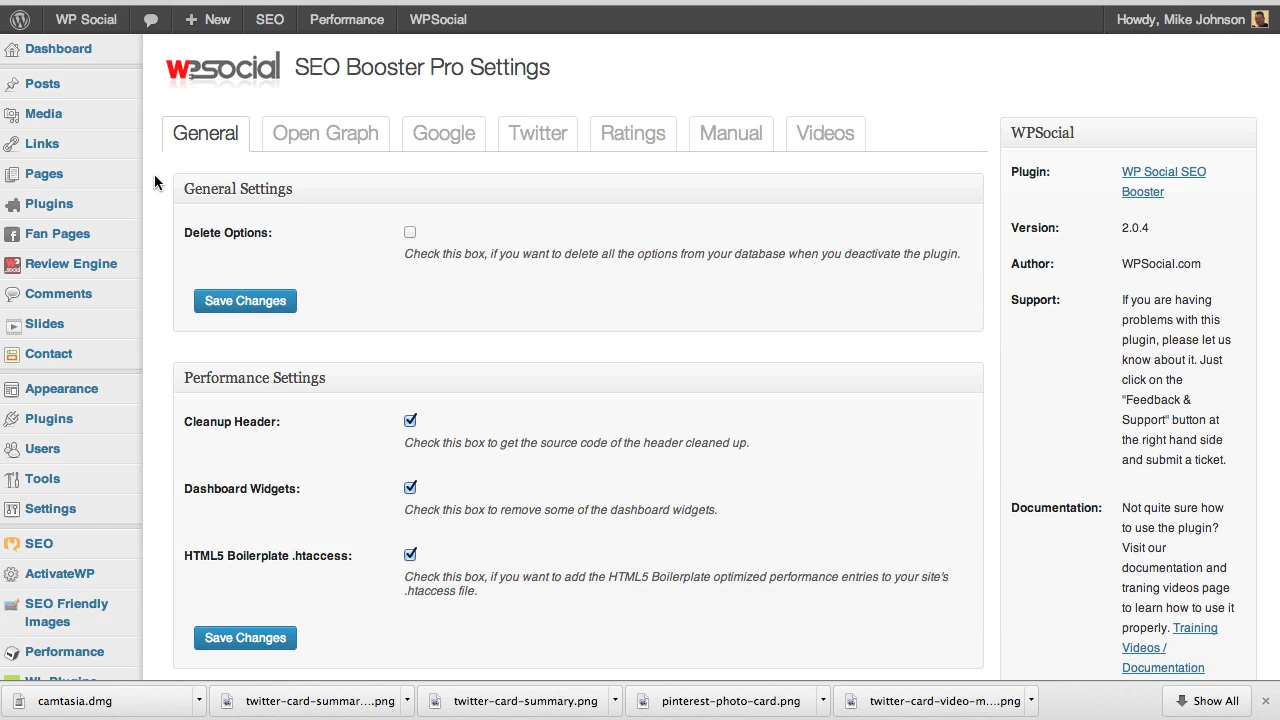 WP Social
New
SEO
Performance
WPSocial
Howdy, Mike Johnson
Dashboard
Posts
Media
Links
Pages
Plugins
Fan Pages
Review Engine
Comments
Slides
Contact
Appearance
Plugins
Users
Tools
Settings
SEO
ActivateWP
SEO Friendly
Images
Performance
WPSOCIAL SEO Booster Pro Settings
General
Open Graph
Google
Twitter
Ratings
Manual
Videos
General Settings
Delete Options:
Check this box, if you want to delete all the options from your database when you deactivate the plugin.
Save Changes
Performance Settings
Cleanup Header:
Check this box to get the source code of the header cleaned up.
Dashboard Widgets:
Check this box to remove some of the dashboard widgets.
HTML5 Boilerplate .htaccess:
Check this box, if you want to add the HTML5 Boilerplate optimized performance entries to your site's
.htaccess file.
Save Changes
WPSocial
Plugin: WP Social SEO
Booster
Version: 2.0.4
Author: WPSocial.com
Support: If you are having
problems with this
plugin, please let us
know about it. Just
click on the
"Feedback &
Support" button at
the right hand side
and submit a ticket.
Documentation: Not quite sure how
to use the plugin?
Visit our
documentation and
traning videos page
to learn how to use it
properly. Training
Videos /
Documentation
camtasia.dmg
twitter-card-summar....png
twitter-card-summary.png
pinterest-photo-card.png
twitter-card-video-m....png
Show All